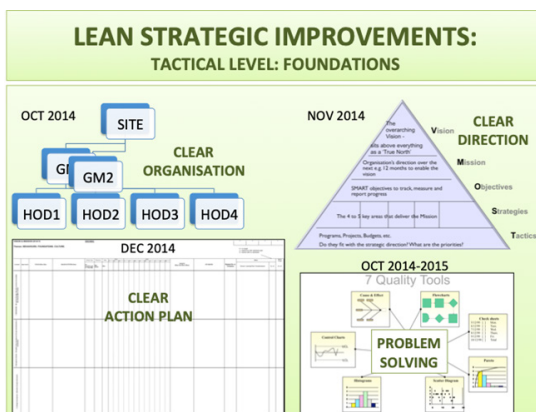 LEAN STRATEGIC IMPROVEMENTS:
TACTICAL LEVEL: FOUNDATIONS
OCT 2014
SITE
GM2
HOD1 HOD2 HOD3 HOD4
CLEAR
ORGANISATION
NOV 2014
CLEAR
DIRECTION
The
overarching
Vision -
sits above everything
as a 'True North'
Organisation's direction over the
next e.g. 12 months to enable the
vision
SMART objectives to track, measure and
report progress
The 4 to 5 key areas that deliver the Mission
Programs, Projects, Budgets, etc.
Do they fit with the strategic direction? What are the priorities?
Vision
Mission
Objectives
Strategies
Tactics
DEC 2014
CLEAR
ACTION PLAN
OCT 2014-2015
7 Quality Tools
Cause & Effect
Flowcharts
Check Sheets
Control Charts
PROBLEM
SOLVING
Pareto
Histograms
Scatter Diagram